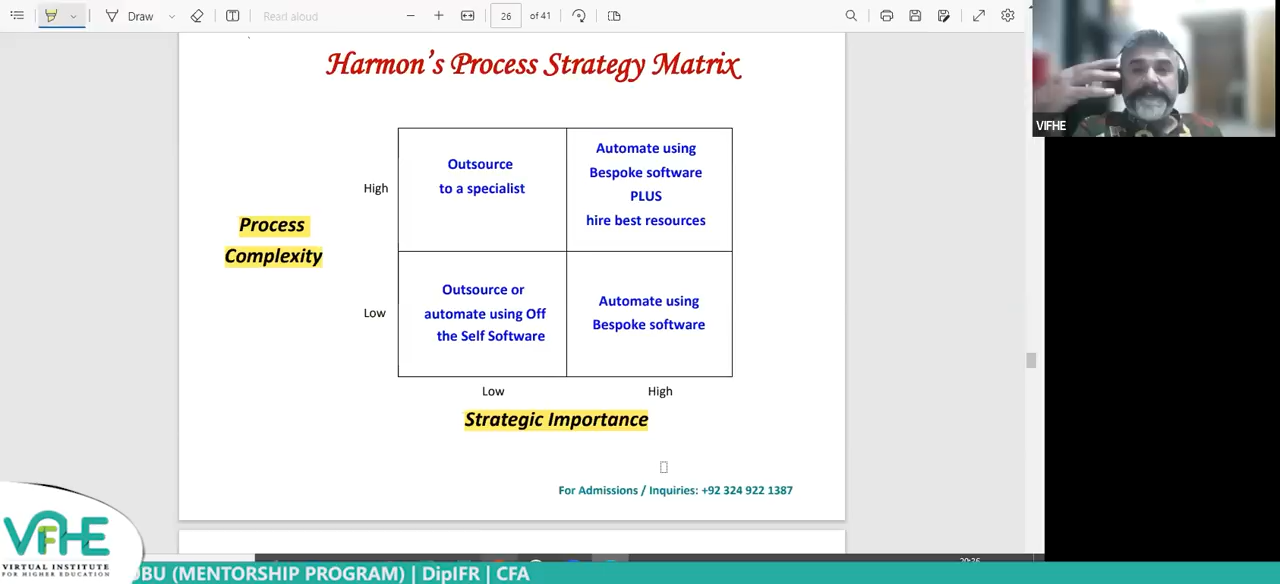 Draw
Read aloud
26
of 41
Harmon's Process Strategy Matrix
VIFHE
Outsource
to a specialist
Automate using
Bespoke software
PLUS
hire best resources
High
Process
Complexity
Outsource or
automate using Off
the Self Software
Automate using
Bespoke software
Low
Low
High
Strategic Importance
For Admissions / Inquiries: +92 324 922 1387
VIFHE
VIRTUAL INSTITUTE
FOR HIGHER EDUCATION
DBU (MENTORSHIP PROGRAM) | DipIFR | CFA